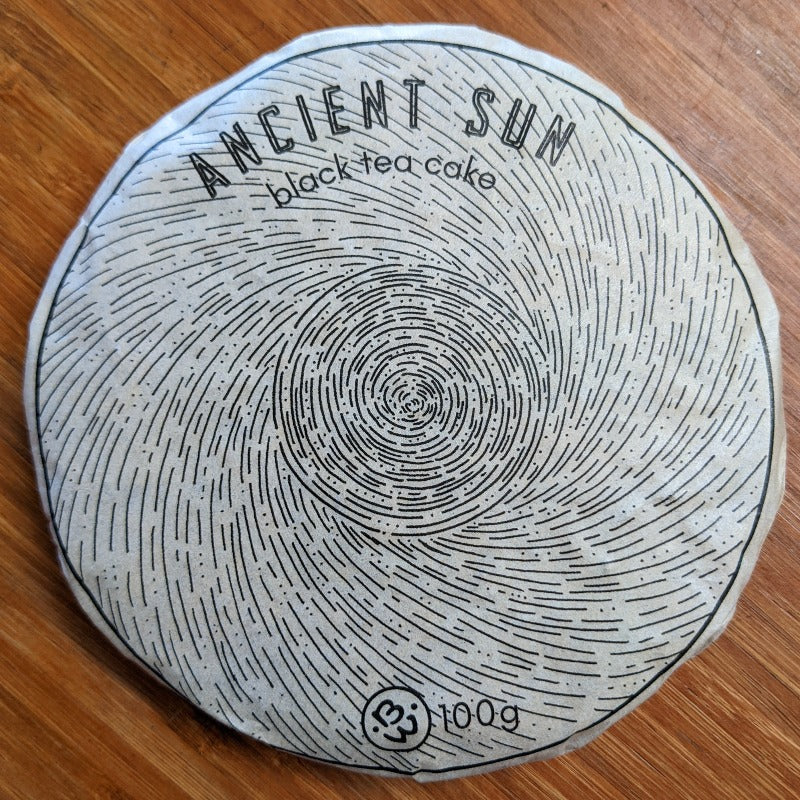 ANCIENT SUN
black tea cake
100g